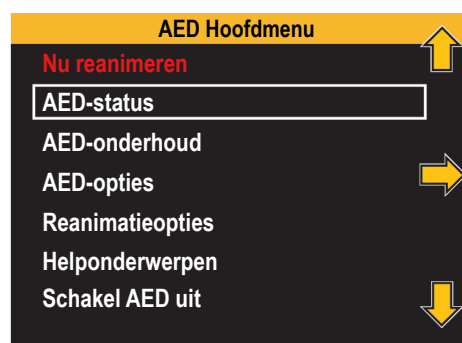 AED Hoofdmenu
Nu reanimeren
AED-status
AED-onderhoud
AED-opties
Reanimatieopties
Helponderwerpen
Schakel AED uit